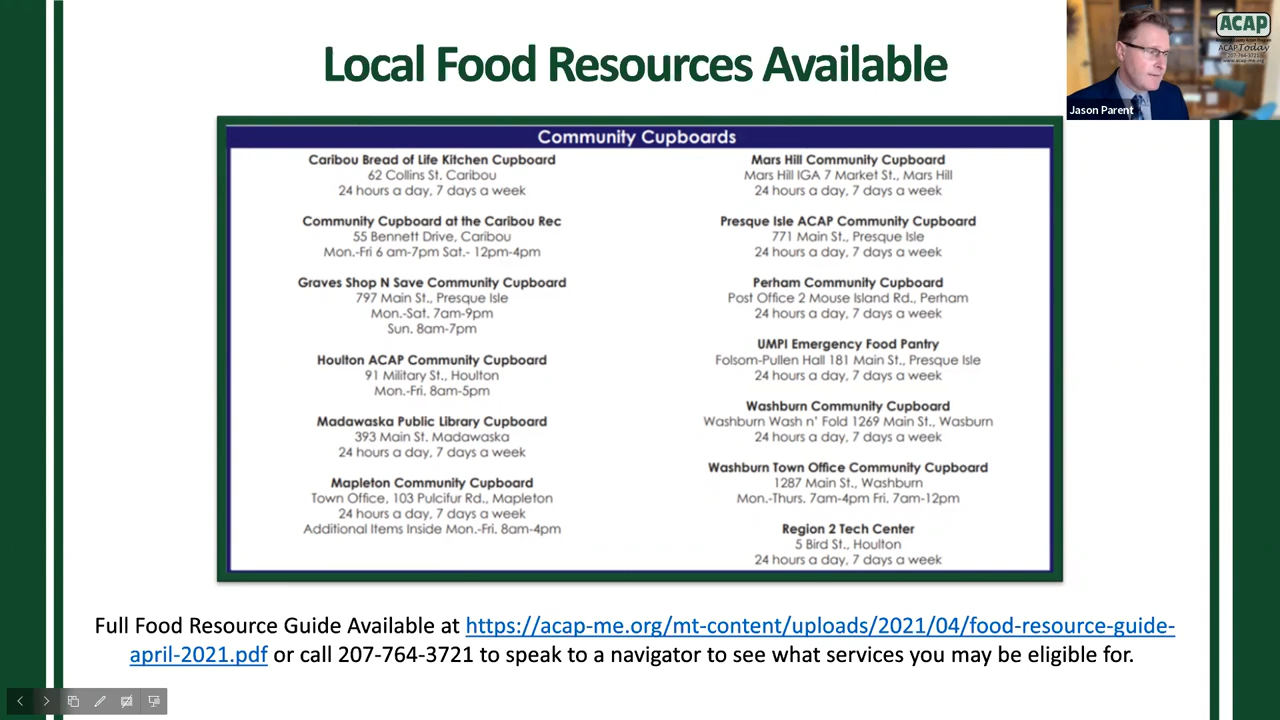 Local Food Resources Available
Community Cupboards
Caribou Bread of Life Kitchen Cupboard
62 Collins St. Caribou
24 hours a day, 7 days a week
Community Cupboard at the Caribou Rec
55 Bennett Drive, Caribou
Mon.-Fri 6 am-7pm Sat.- 12pm-4pm
Graves Shop N Save Community Cupboard
797 Main St., Presque Isle
Mon.-Sat. 7am-9pm
Sun. 8am-7pm
Houlton ACAP Community Cupboard
91 Military St., Houlton
Mon.-Fri. 8am-5pm
Madawaska Public Library Cupboard
393 Main St. Madawaska
24 hours a day, 7 days a week
Mapleton Community Cupboard
Town Office, 103 Pulcifur Rd., Mapleton
24 hours a day, 7 days a week
Additional Items Inside Mon.-Fri. 8am-4pm
Mars Hill Community Cupboard
Mars Hill IGA 7 Market St., Mars Hill
24 hours a day, 7 days a week
Presque Isle ACAP Community Cupboard
771 Main St., Presque Isle
24 hours a day, 7 days a week
Perham Community Cupboard
Post Office 2 Mouse Island Rd., Perham
24 hours a day, 7 days a week
UMPI Emergency Food Pantry
Folsom-Pullen Hall 181 Main St., Presque Isle
24 hours a day, 7 days a week
Washburn Community Cupboard
Washburn Wash n' Fold 1269 Main St., Wasburn
24 hours a day, 7 days a week
Washburn Town Office Community Cupboard
1287 Main St., Washburn
Mon.-Thurs. 7am-4pm Fri. 7am-12pm
Region 2 Tech Center
5 Bird St., Houlton
24 hours a day, 7 days a week
Full Food Resource Guide Available at https://acap-me.org/mt-content/uploads/2021/04/food-resource-guide-
april-2021.pdf or call 207-764-3721 to speak to a navigator to see what services you may be eligible for.
ACAP
ACAP Today
207-764-3721
Jason Parent